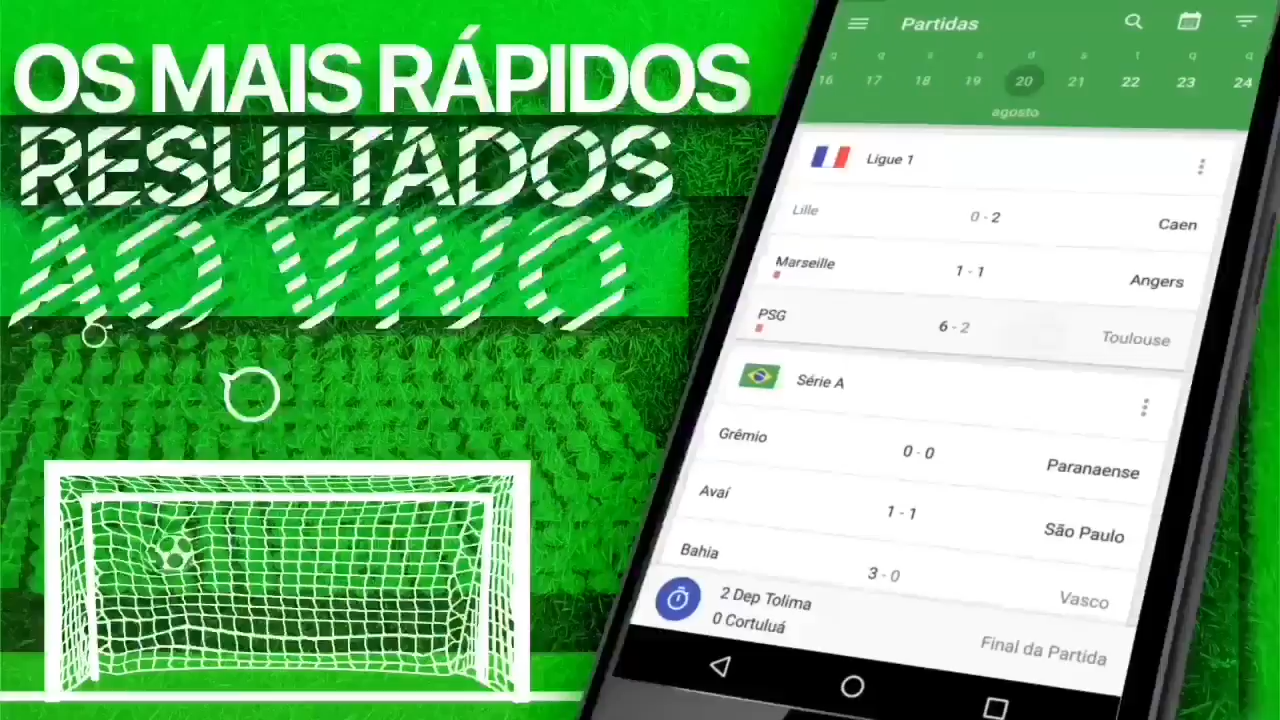 OS MAIS RÁPIDOS
RESULTADOS
AO VIVO
Partidas
q q s s d s t q q
16 17 18 19 20 21 22 23 24
agosto
Ligue 1
Lille 0 - 2 Caen
Marseille 1 - 1 Angers
PSG 6 - 2 Toulouse
Série A
Grêmio 0 - 0 Paranaense
Avaí 1 - 1 São Paulo
Bahia 3 - 0 Vasco
2 Dep Tolima
0 Cortuluá
Final da Partida